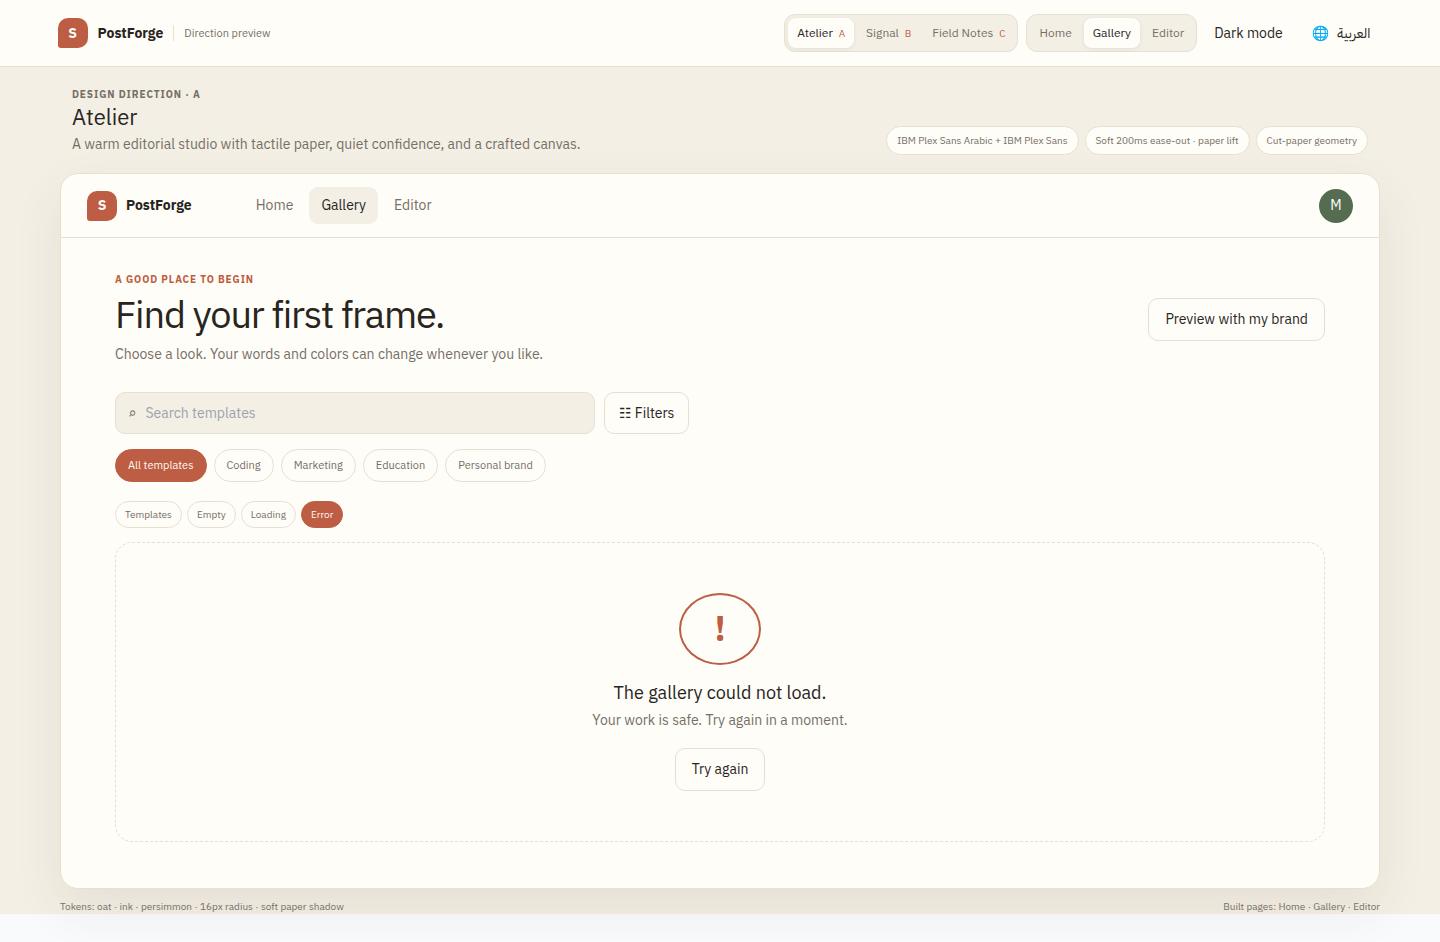 S PostForge Direction preview Atelier A Signal B Field Notes C Home Gallery Editor Dark mode 🌐 العربية
DESIGN DIRECTION · A
Atelier
A warm editorial studio with tactile paper, quiet confidence, and a crafted canvas.
IBM Plex Sans Arabic + IBM Plex Sans Soft 200ms ease-out · paper lift Cut-paper geometry
S PostForge Home Gallery Editor M
A GOOD PLACE TO BEGIN
Find your first frame.
Preview with my brand
Choose a look. Your words and colors can change whenever you like.
Search templates Filters
All templates Coding Marketing Education Personal brand
Templates Empty Loading Error
!
The gallery could not load.
Your work is safe. Try again in a moment.
Try again
Tokens: oat · ink · persimmon · 16px radius · soft paper shadow Built pages: Home · Gallery · Editor